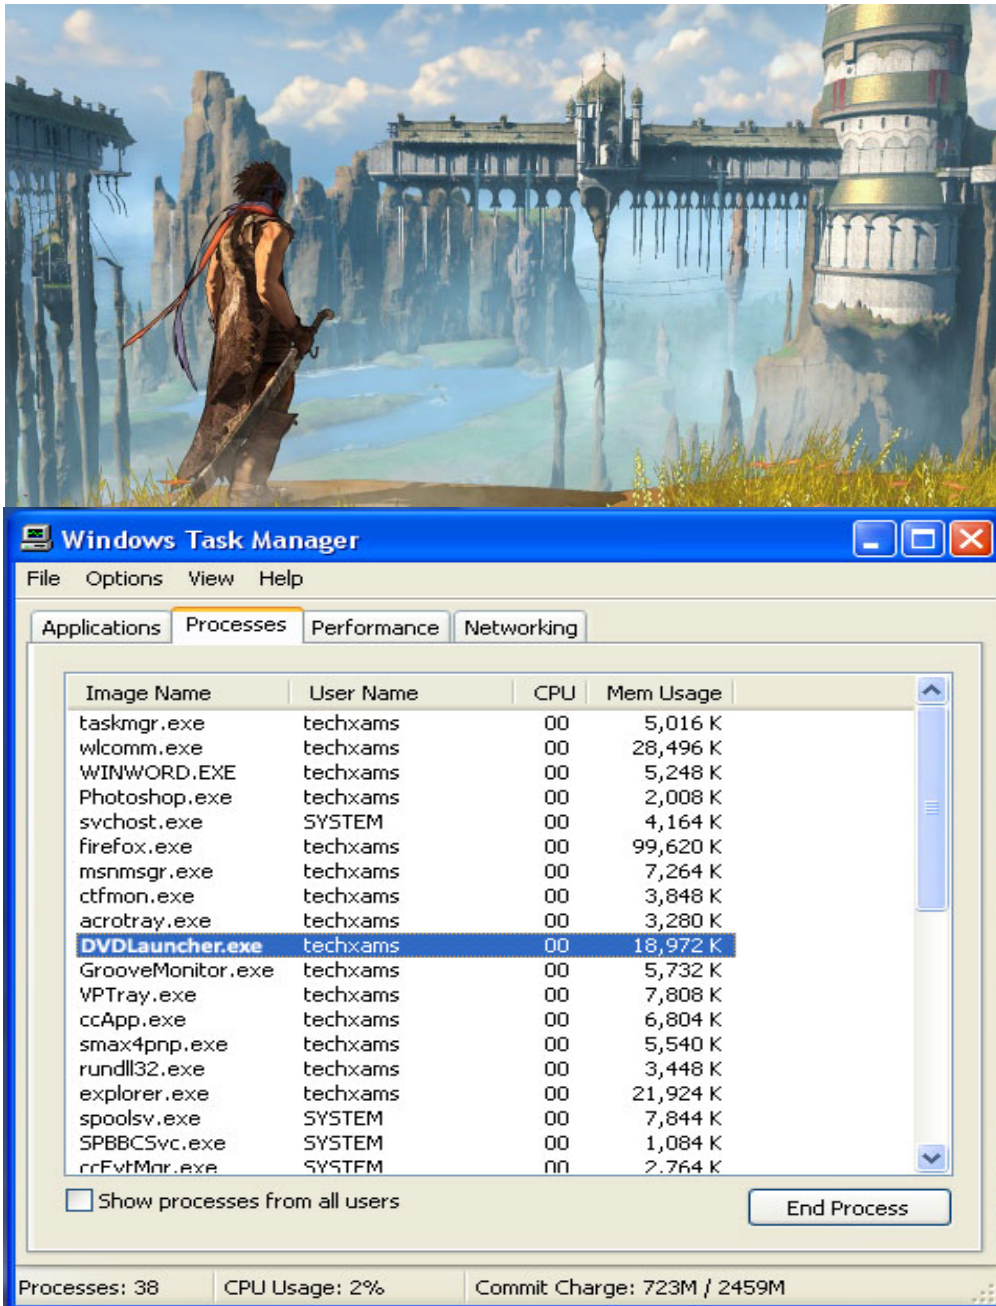 Windows Task Manager
File Options View Help
Applications Processes Performance Networking
Image Name User Name CPU Mem Usage
taskmgr.exe techxams 00 5,016 K
wlcomm.exe techxams 00 28,496 K
WINWORD.EXE techxams 00 5,248 K
Photoshop.exe techxams 00 2,008 K
svchost.exe SYSTEM 00 4,164 K
firefox.exe techxams 00 99,620 K
msnmsgr.exe techxams 00 7,264 K
ctfmon.exe techxams 00 3,848 K
acrotray.exe techxams 00 3,280 K
DVDLauncher.exe techxams 00 18,972 K
GrooveMonitor.exe techxams 00 5,732 K
VPTray.exe techxams 00 7,808 K
ccApp.exe techxams 00 6,804 K
smax4pnp.exe techxams 00 5,540 K
rundll32.exe techxams 00 3,448 K
explorer.exe techxams 00 21,924 K
spoolsv.exe SYSTEM 00 7,844 K
SPBBCSvc.exe SYSTEM 00 1,084 K
ccEvtMgr.exe SYSTEM 00 2,764 K
Show processes from all users End Process
Processes: 38 CPU Usage: 2% Commit Charge: 723M / 2459M